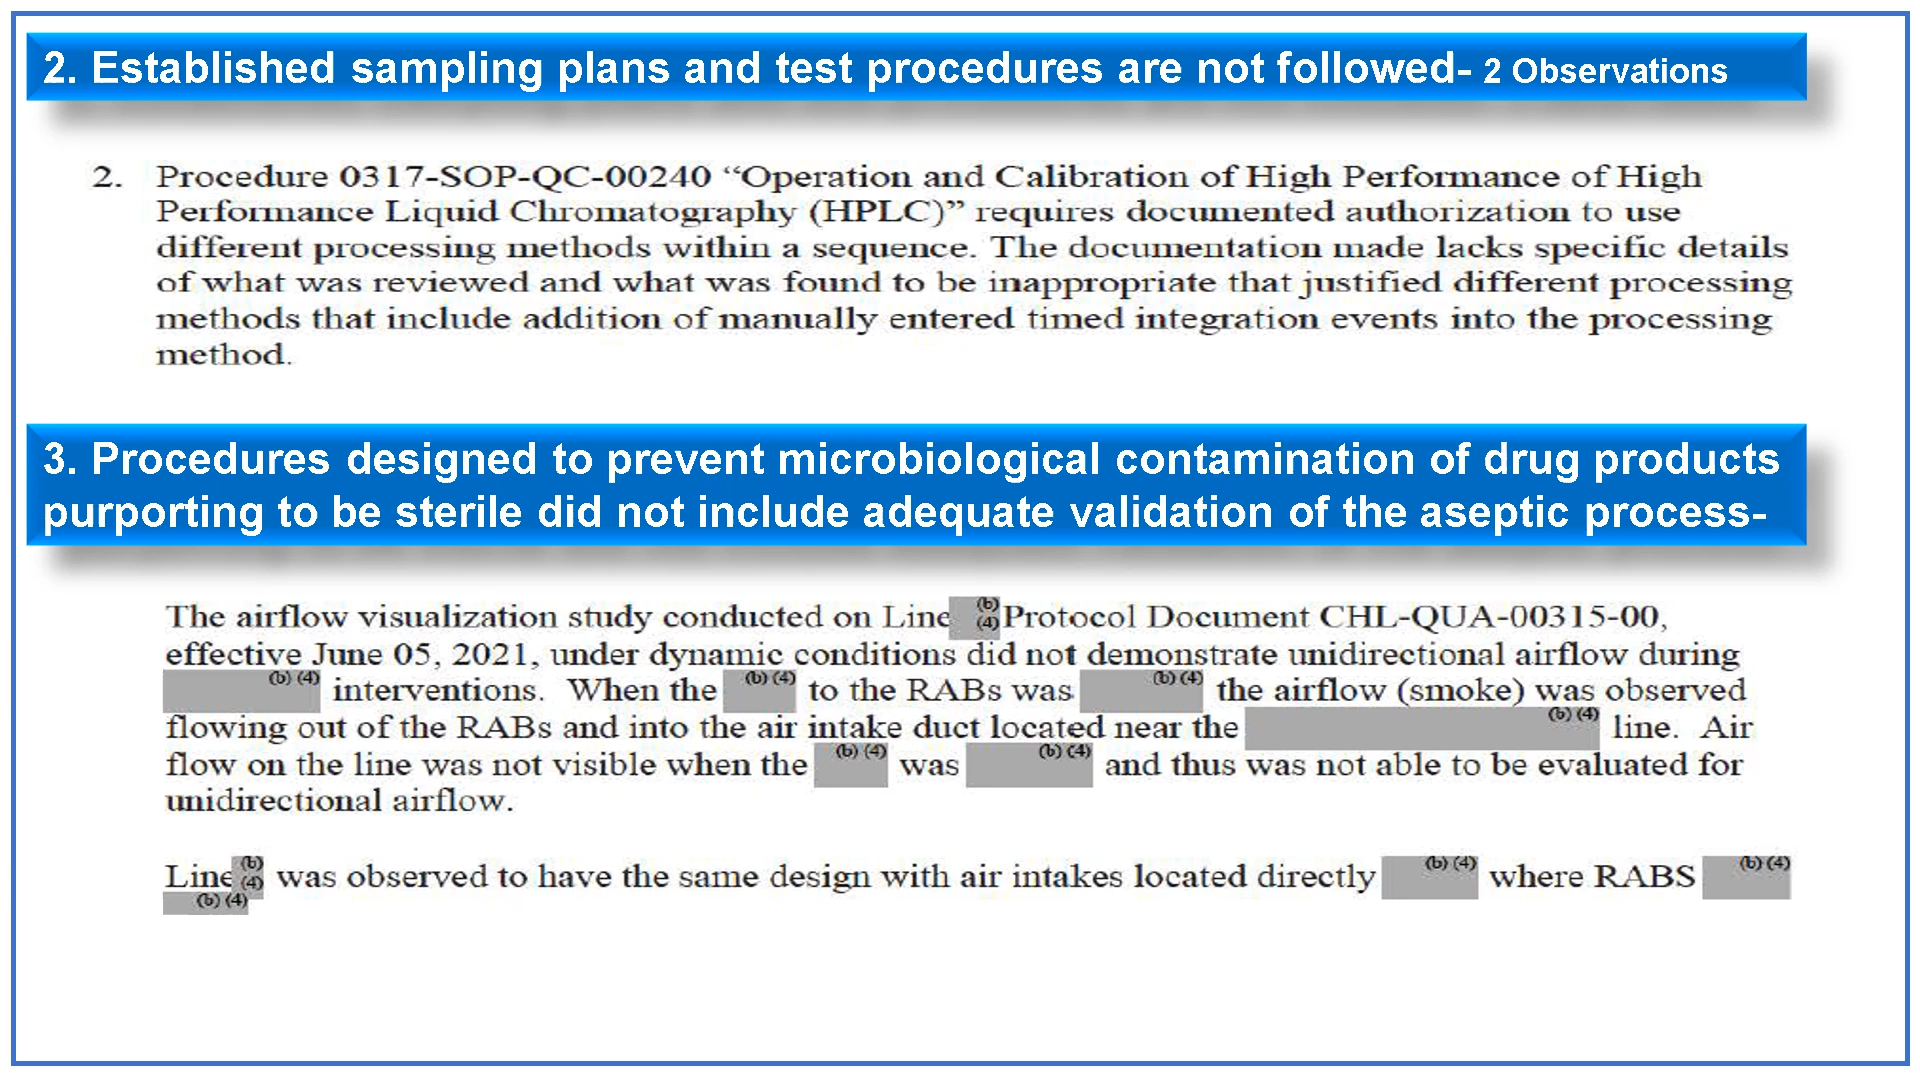 2. Established sampling plans and test procedures are not followed- 2 Observations
2. Procedure 0317-SOP-QC-00240 “Operation and Calibration of High Performance of High
Performance Liquid Chromatography (HPLC)” requires documented authorization to use
different processing methods within a sequence. The documentation made lacks specific details
of what was reviewed and what was found to be inappropriate that justified different processing
methods that include addition of manually entered timed integration events into the processing
method.
3. Procedures designed to prevent microbiological contamination of drug products
purporting to be sterile did not include adequate validation of the aseptic process-
The airflow visualization study conducted on Line (b) (4) Protocol Document CHL-QUA-00315-00,
effective June 05, 2021, under dynamic conditions did not demonstrate unidirectional airflow during
(b) (4) interventions. When the (b) (4) to the RABs was (b) (4) the airflow (smoke) was observed
flowing out of the RABs and into the air intake duct located near the (b) (4) line. Air
flow on the line was not visible when the (b) (4) was (b) (4) and thus was not able to be evaluated for
unidirectional airflow.
Line (b) (4) was observed to have the same design with air intakes located directly (b) (4) where RABS (b) (4)
(b) (4)